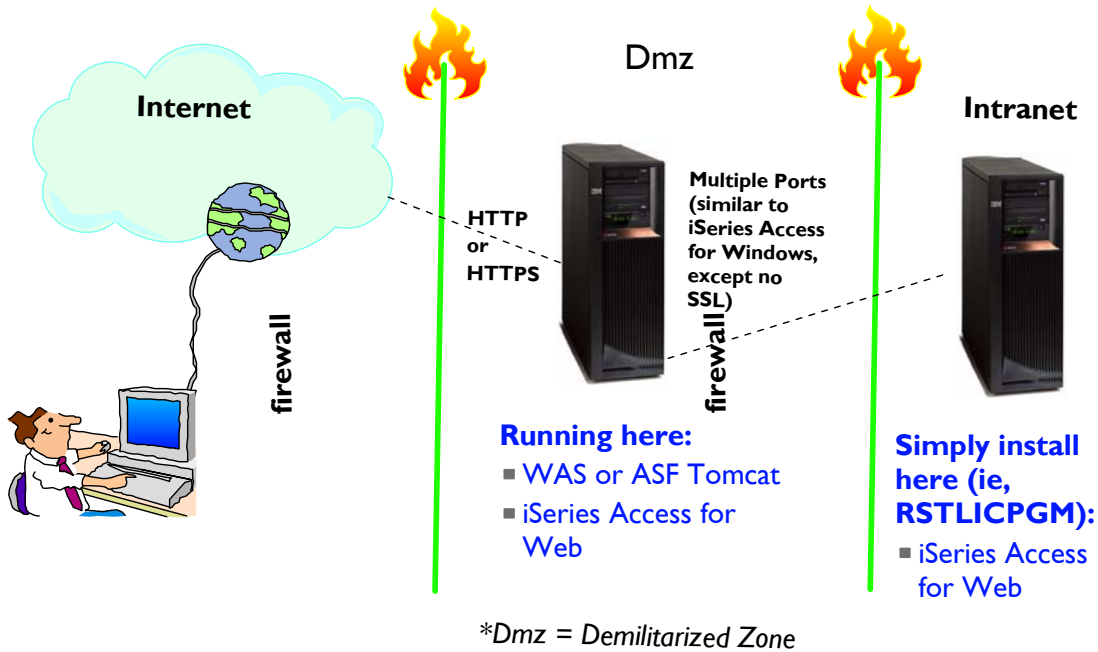 Dmz
Internet
Intranet
Multiple Ports
(similar to
iSeries Access
for Windows,
except no
SSL)
HTTP
or
HTTPS
firewall
firewall
IBM
IBM
Running here:
WAS or ASF Tomcat
iSeries Access for
Web
Simply install
here (ie,
RSTLICPGM):
iSeries Access
for Web
*Dmz = Demilitarized Zone